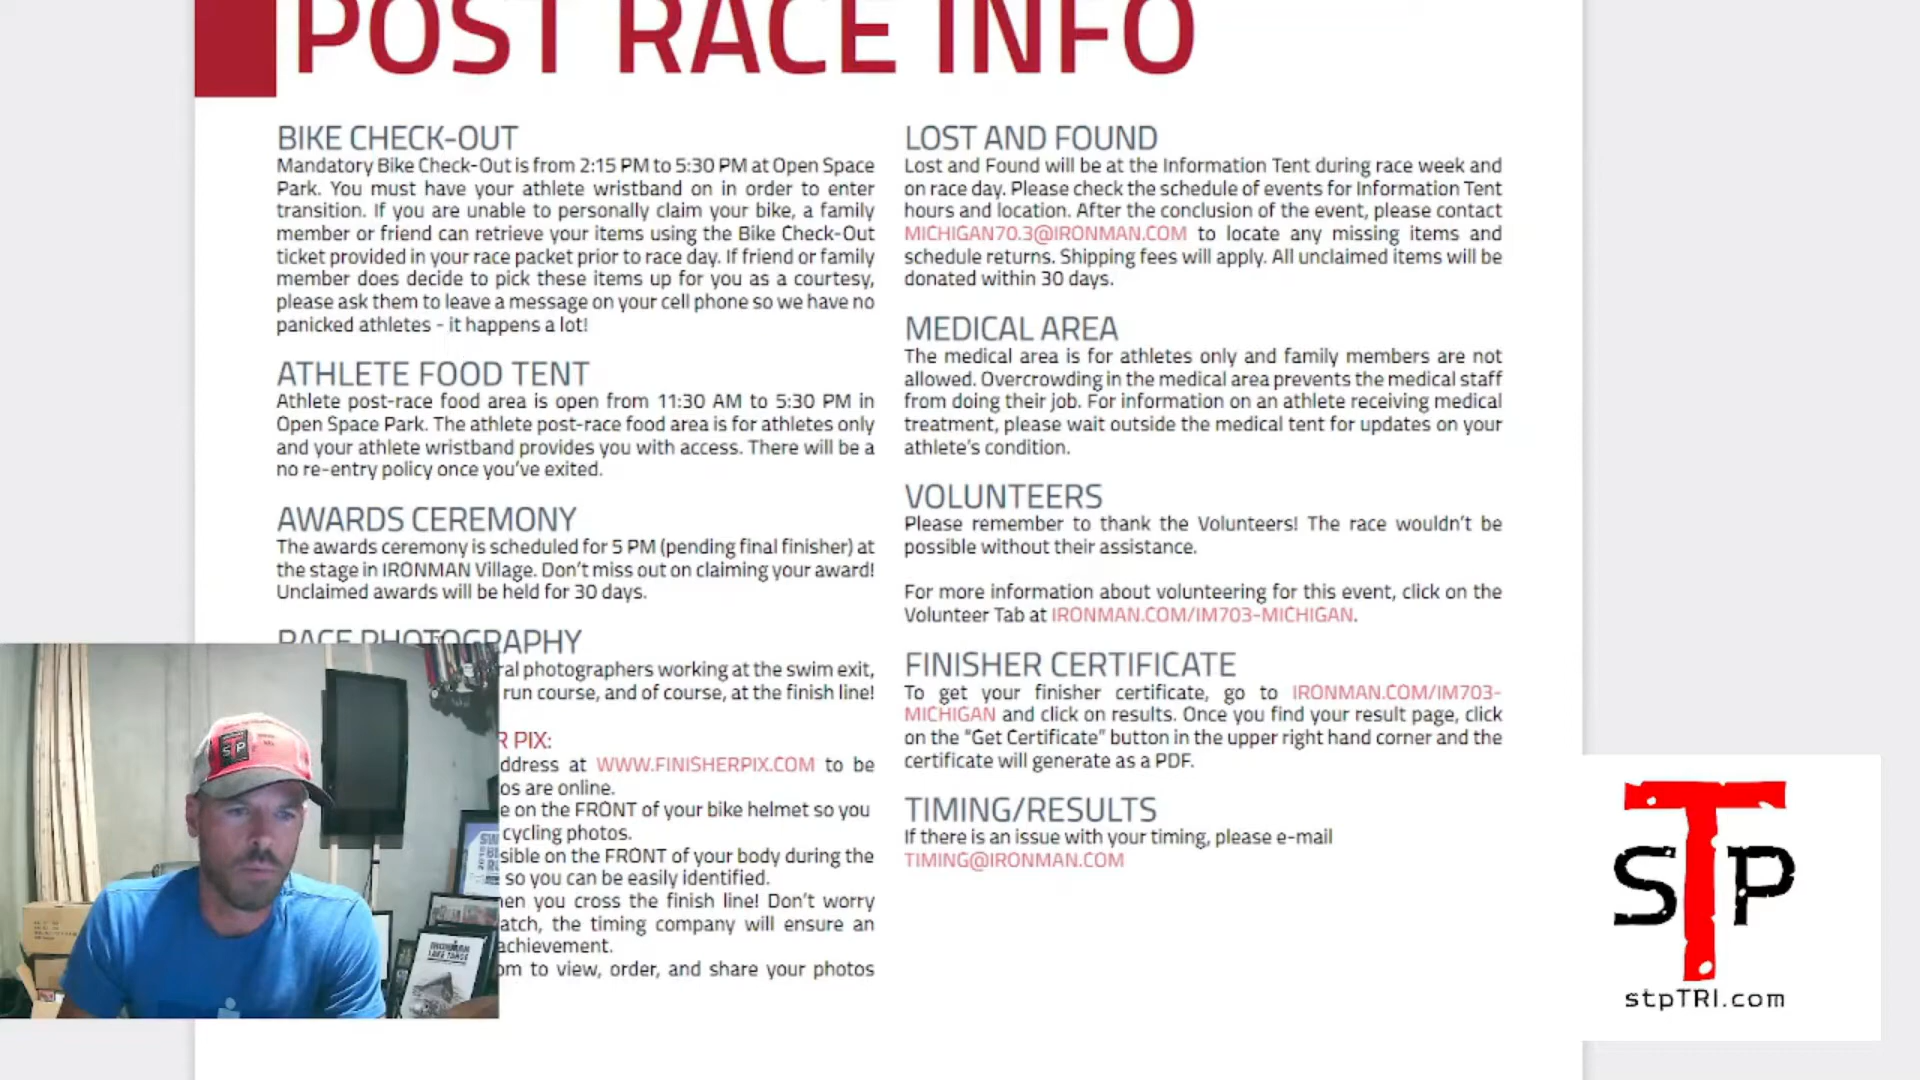 POST RACE INFO
BIKE CHECK-OUT
Mandatory Bike Check-Out is from 2:15 PM to 5:30 PM at Open Space
Park. You must have your athlete wristband on in order to enter
transition. If you are unable to personally claim your bike, a family
member or friend can retrieve your items using the Bike Check-Out
ticket provided in your race packet prior to race day. If friend or family
member does decide to pick these items up for you as a courtesy,
please ask them to leave a message on your cell phone so we have no
panicked athletes - it happens a lot!
ATHLETE FOOD TENT
Athlete post-race food area is open from 11:30 AM to 5:30 PM in
Open Space Park. The athlete post-race food area is for athletes only
and your athlete wristband provides you with access. There will be a
no re-entry policy once you've exited.
AWARDS CEREMONY
The awards ceremony is scheduled for 5 PM (pending final finisher) at
the stage in IRONMAN Village. Don't miss out on claiming your award!
Unclaimed awards will be held for 30 days.
RACE PHOTOGRAPHY
photographers working at the swim exit,
run course, and of course, at the finish line!
PIX:
at WWW.FINISHERPIX.COM to be
are online.
on the FRONT of your bike helmet so you
cycling photos.
on the FRONT of your body during the
so you can be easily identified.
you cross the finish line! Don't worry
the timing company will ensure an
achievement.
to view, order, and share your photos
LOST AND FOUND
Lost and Found will be at the Information Tent during race week and
on race day. Please check the schedule of events for Information Tent
hours and location. After the conclusion of the event, please contact
MICHIGAN70.3@IRONMAN.COM to locate any missing items and
schedule returns. Shipping fees will apply. All unclaimed items will be
donated within 30 days.
MEDICAL AREA
The medical area is for athletes only and family members are not
allowed. Overcrowding in the medical area prevents the medical staff
from doing their job. For information on an athlete receiving medical
treatment, please wait outside the medical tent for updates on your
athlete's condition.
VOLUNTEERS
Please remember to thank the Volunteers! The race wouldn't be
possible without their assistance.
For more information about volunteering for this event, click on the
Volunteer Tab at IRONMAN.COM/IM703-MICHIGAN.
FINISHER CERTIFICATE
To get your finisher certificate, go to IRONMAN.COM/IM703-
MICHIGAN and click on results. Once you find your result page, click
on the "Get Certificate" button in the upper right hand corner and the
certificate will generate as a PDF.
TIMING/RESULTS
If there is an issue with your timing, please e-mail
TIMING@IRONMAN.COM
STP
IRONMAN
LAKE TAHOE
STP
stpTRI.com